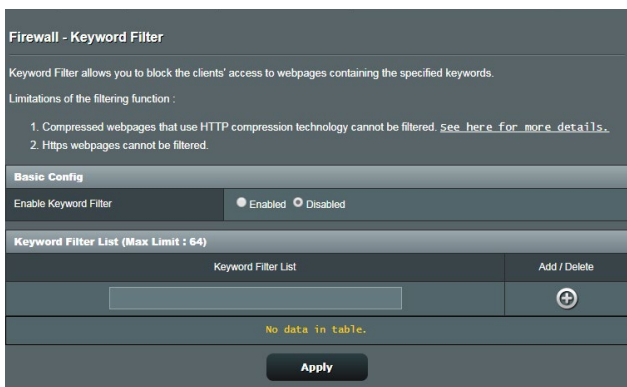 Firewall - Keyword Filter
Keyword Filter allows you to block the clients' access to webpages containing the specified keywords.
Limitations of the filtering function :
1. Compressed webpages that use HTTP compression technology cannot be filtered. See here for more details.
2. Https webpages cannot be filtered.
Basic Config
Enable Keyword Filter Enabled Disabled
Keyword Filter List (Max Limit : 64)
Keyword Filter List Add / Delete
No data in table.
Apply